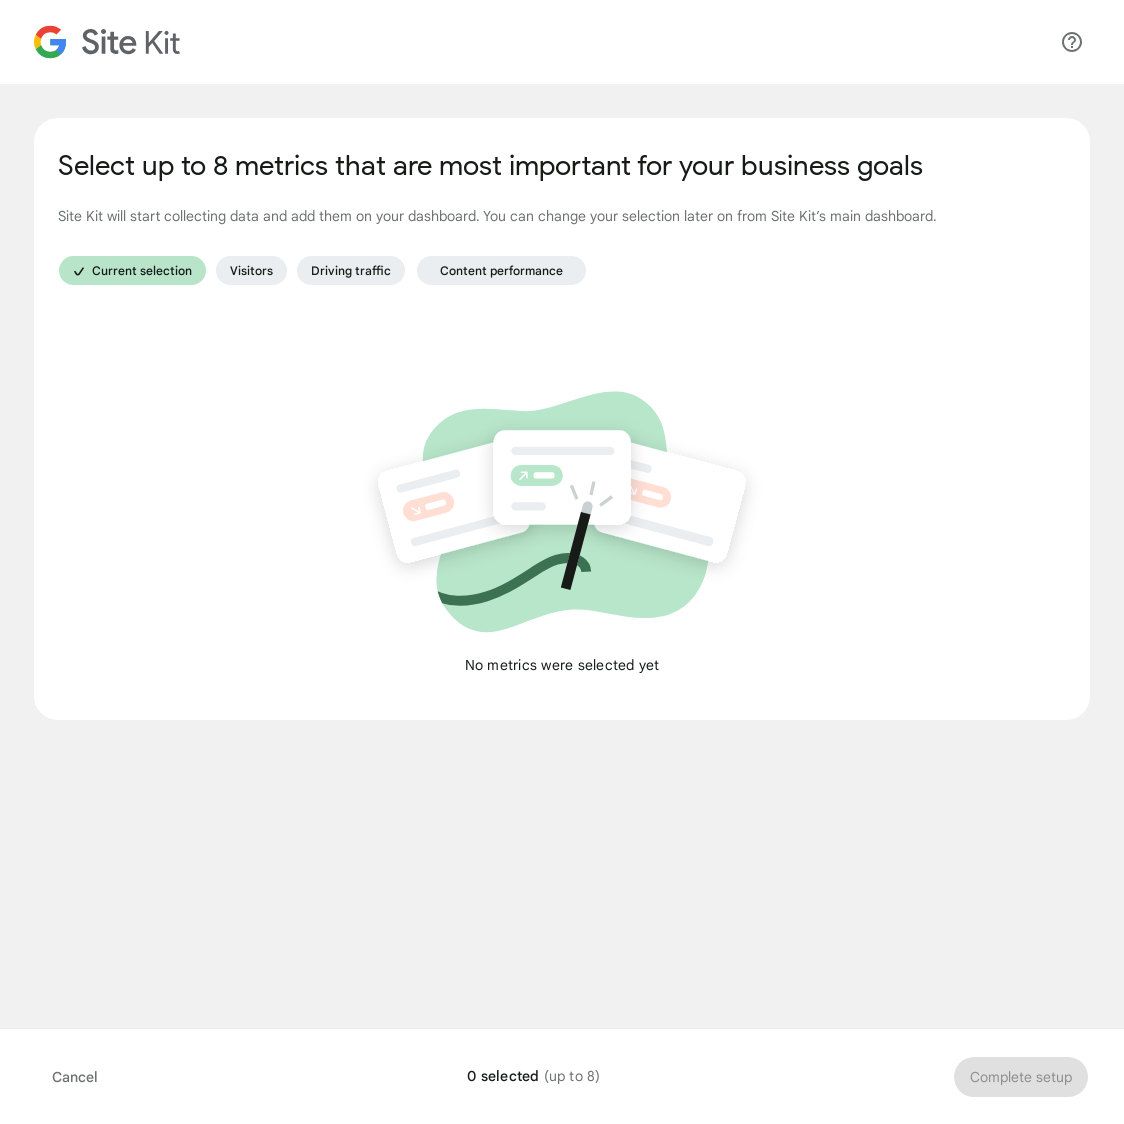 Site Kit
Select up to 8 metrics that are most important for your business goals
Site Kit will start collecting data and add them on your dashboard. You can change your selection later on from Site Kit’s main dashboard.
Current selection
Visitors
Driving traffic
Content performance
No metrics were selected yet
Cancel
0 selected (up to 8)
Complete setup